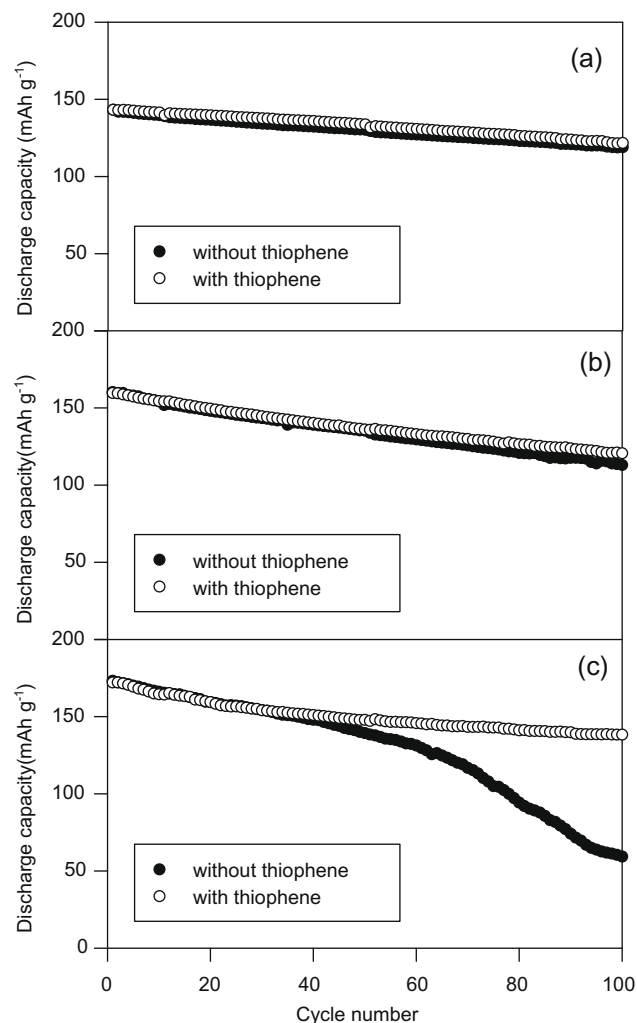 200
(a)
150
100
50
Discharge capacity (mAh g⁻¹)
without thiophene
with thiophene
200
(b)
150
100
50
Discharge capacity(mAh g⁻¹)
without thiophene
with thiophene
200
(c)
150
100
50
0
Discharge capacity(mAh g⁻¹)
without thiophene
with thiophene
0 20 40 60 80 100
Cycle number